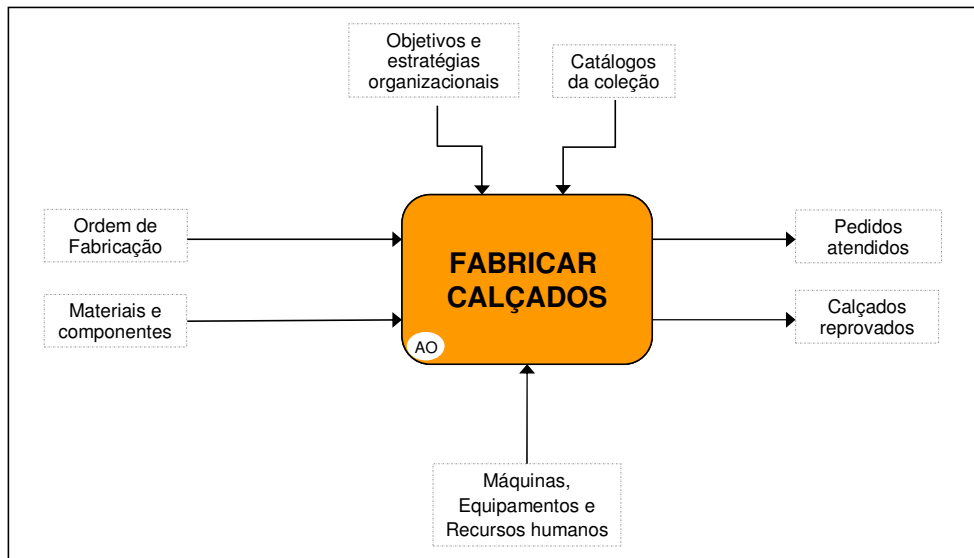 Objetivos e
estratégias
organizacionais
Catálogos
da coleção
Ordem de
Fabricação
Materiais e
componentes
FABRICAR
CALÇADOS
AO
Pedidos
atendidos
Calçados
reprovados
Máquinas,
Equipamentos e
Recursos humanos